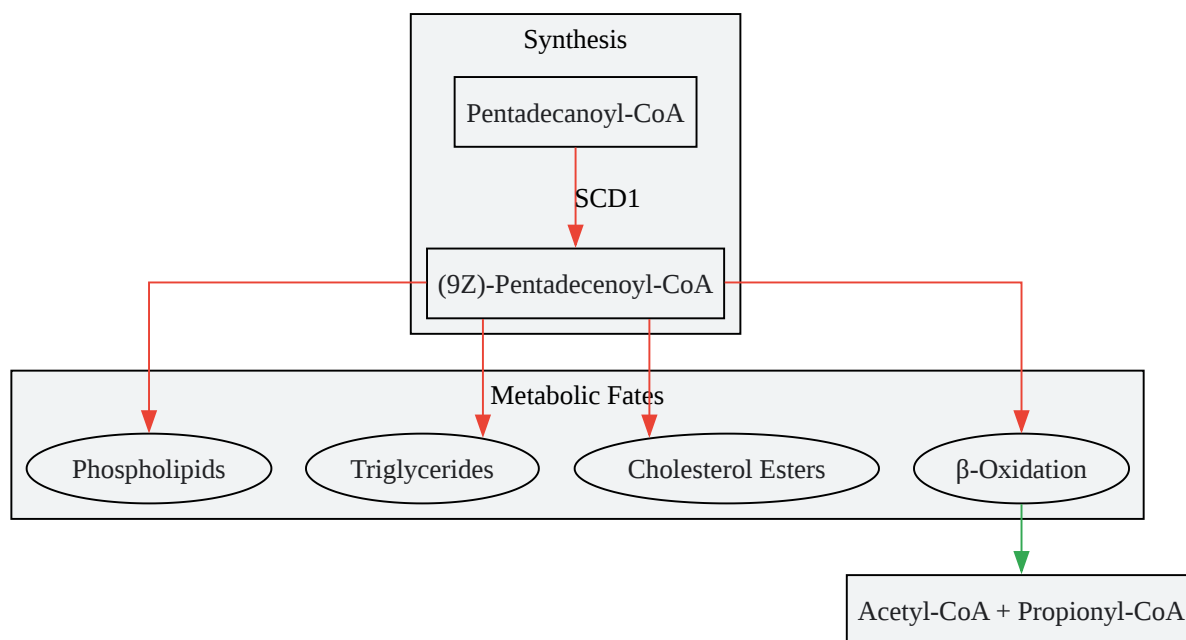 Synthesis
Pentadecanoyl-CoA
SCD1
(9Z)-Pentadecenoyl-CoA
Metabolic Fates
Phospholipids
Triglycerides
Cholesterol Esters
β-Oxidation
Acetyl-CoA + Propionyl-CoA